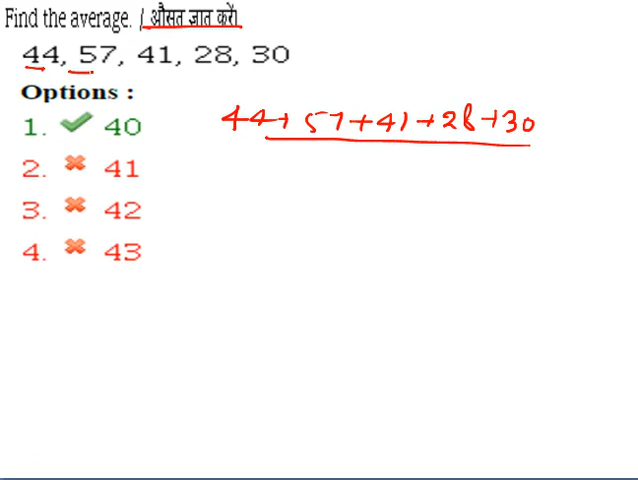 Find the average. / औसत ज्ञात करें।
44, 57, 41, 28, 30
Options :
44+ 57+41+28+30
1. 40
2. 41
3. 42
4. 43